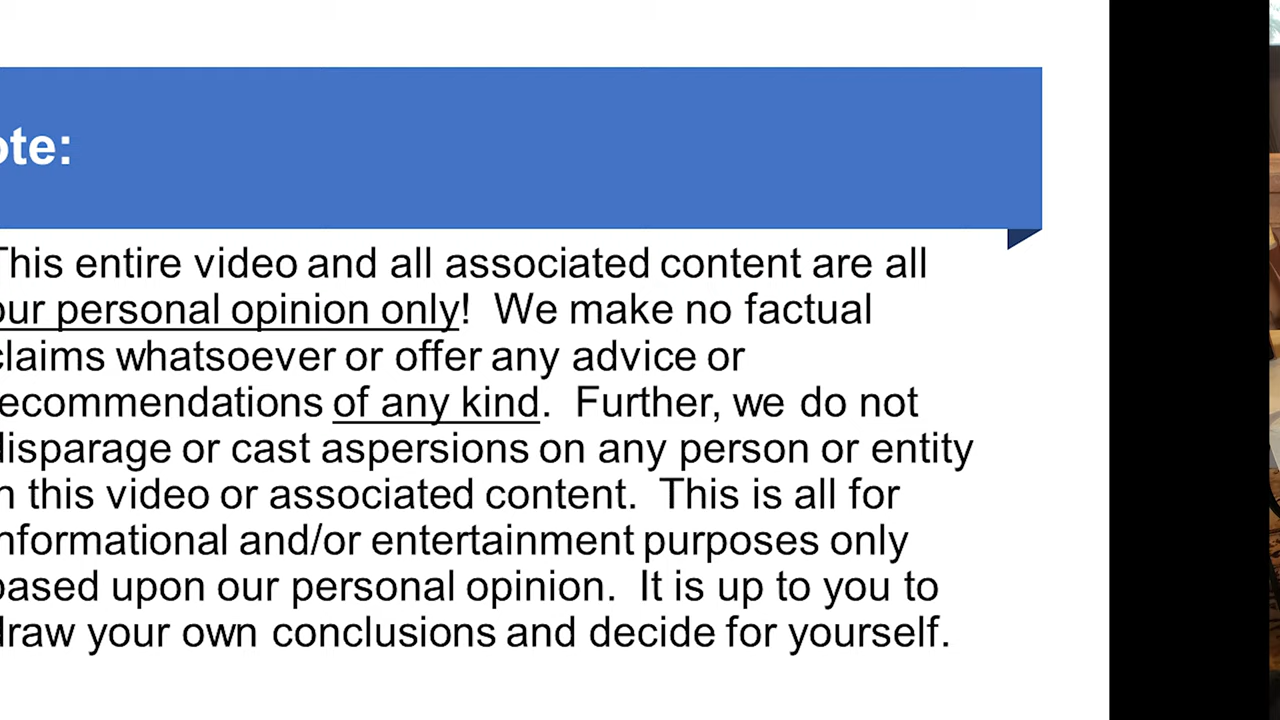 ote:
This entire video and all associated content are all
our personal opinion only! We make no factual
claims whatsoever or offer any advice or
ecommendations of any kind. Further, we do not
disparage or cast aspersions on any person or entity
n this video or associated content. This is all for
nformational and/or entertainment purposes only
based upon our personal opinion. It is up to you to
draw your own conclusions and decide for yourself.